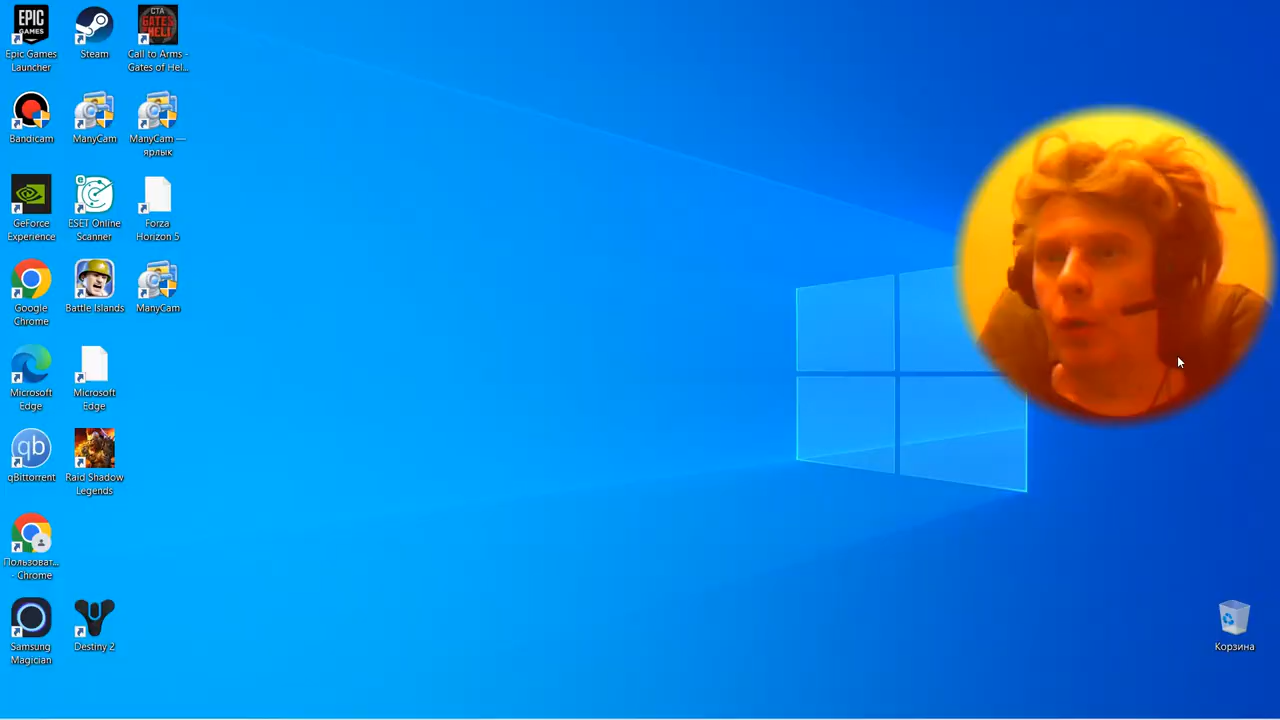 EPIC
GAMES
Epic Games
Launcher
Steam
CTA
GATES
HELL
Call to Arms -
Gates of Hel...
Bandicam
ManyCam
ManyCam —
ярлык
GeForce
Experience
e
ESET Online
Scanner
Forza
Horizon 5
Google
Chrome
Battle Islands
ManyCam
Microsoft
Edge
Microsoft
Edge
qb
qBittorrent
Raid Shadow
Legends
Пользоват...
- Chrome
Samsung
Magician
Destiny 2
Корзина